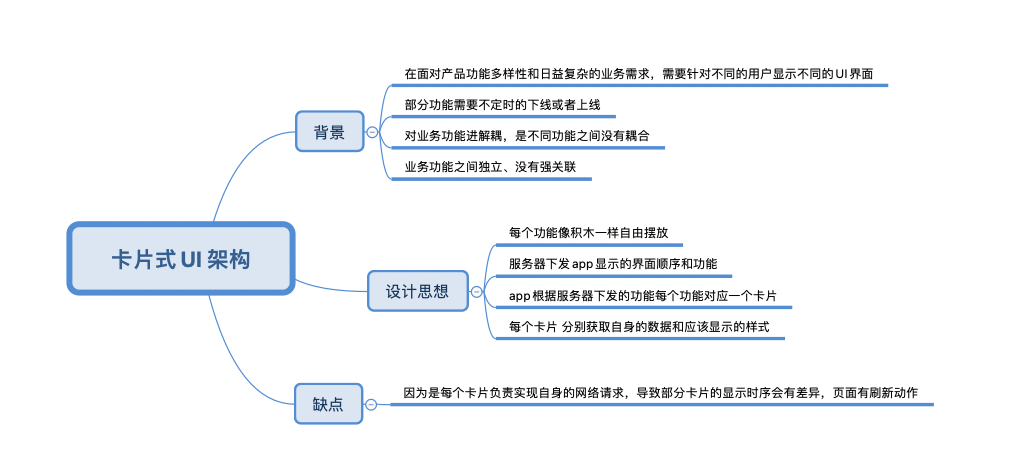 卡片式 UI 架构
背景
在面对产品功能多样性和日益复杂的业务需求，需要针对不同的用户显示不同的 UI 界面
部分功能需要不定时的下线或者上线
对业务功能进解耦，是不同功能之间没有耦合
业务功能之间独立、没有强关联
设计思想
每个功能像积木一样自由摆放
服务器下发 app 显示的界面顺序和功能
app 根据服务器下发的功能每个功能对应一个卡片
每个卡片 分别获取自身的数据和应该显示的样式
缺点
因为是每个卡片负责实现自身的网络请求，导致部分卡片的显示时序会有差异，页面有刷新动作